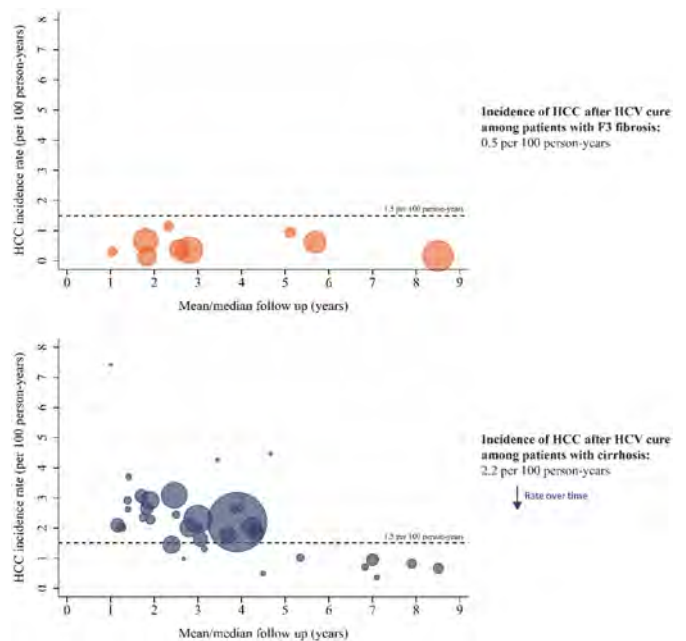 HCC incidence rate (per 100 person-years)
8
7
6
5
4
3
2
1
0
1.5 per 100 person-years
0 1 2 3 4 5 6 7 8 9
Mean/median follow up (years)
Incidence of HCC after HCV cure
among patients with F3 fibrosis:
0.5 per 100 person-years
HCC incidence rate (per 100 person-years)
8
7
6
5
4
3
2
1
0
1.5 per 100 person-years
0 1 2 3 4 5 6 7 8 9
Mean/median follow up (years)
Incidence of HCC after HCV cure
among patients with cirrhosis:
2.2 per 100 person-years
Rate over time